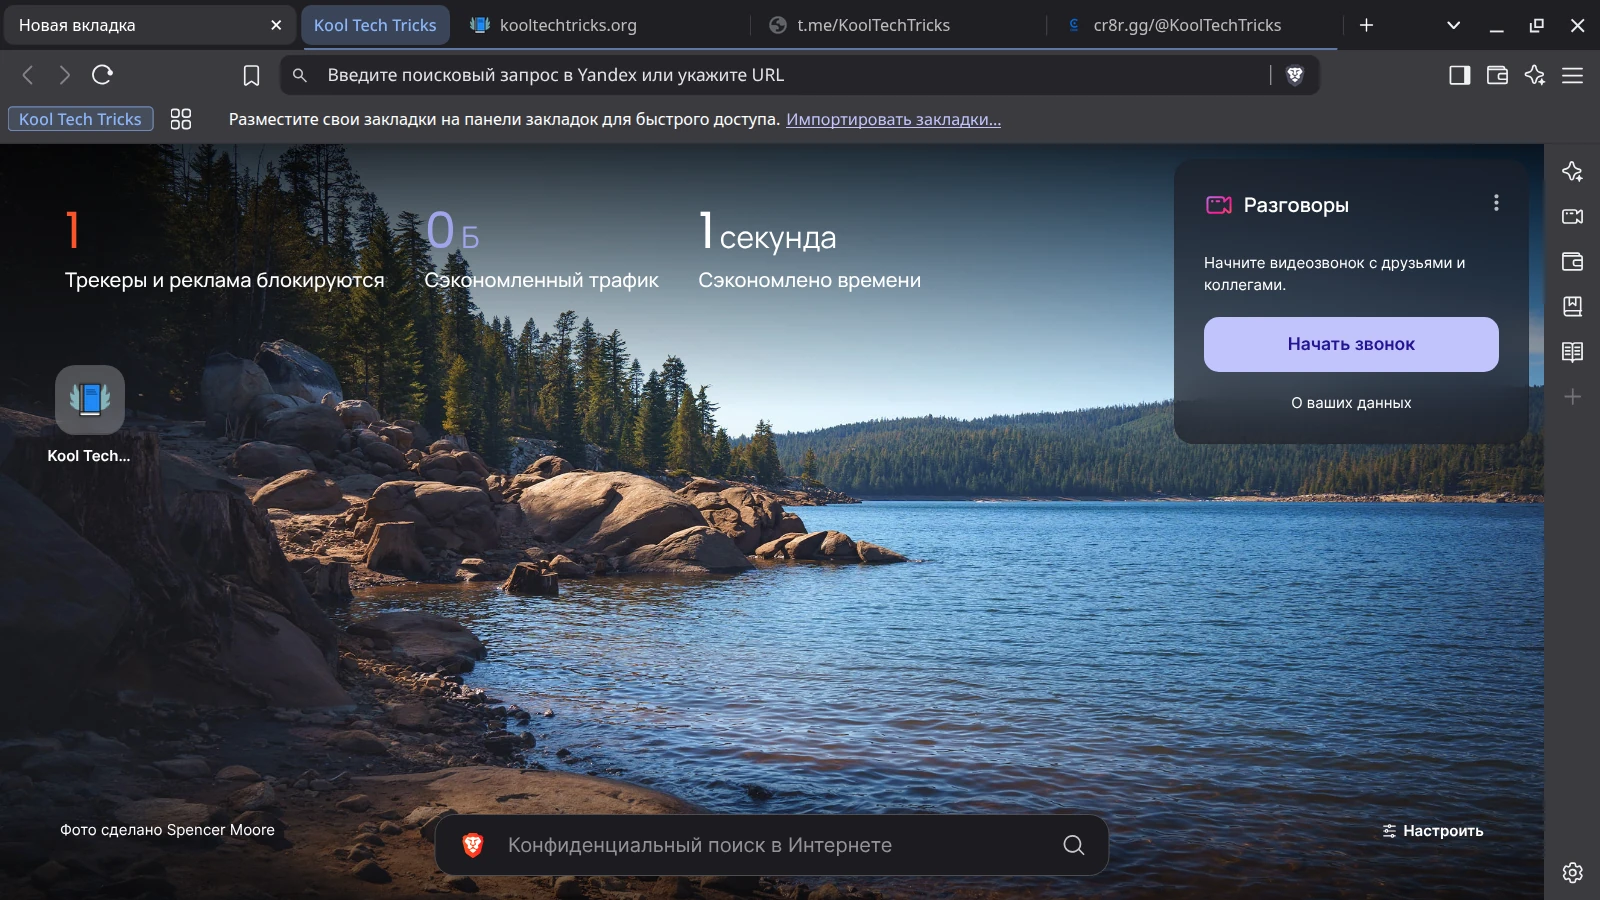 Новая вкладка
Kool Tech Tricks
kooltechtricks.org
t.me/KoolTechTricks
cr8r.gg/@KoolTechTricks
Введите поисковый запрос в Yandex или укажите URL
Kool Tech Tricks
Разместите свои закладки на панели закладок для быстрого доступа. Импортировать закладки...
1
Трекеры и реклама блокируются
0 Б
Сэкономленный трафик
1 секунда
Сэкономлено времени
Разговоры
Начните видеозвонок с друзьями и
коллегами.
Начать звонок
О ваших данных
Kool Tech...
Фото сделано Spencer Moore
Конфиденциальный поиск в Интернете
Настроить